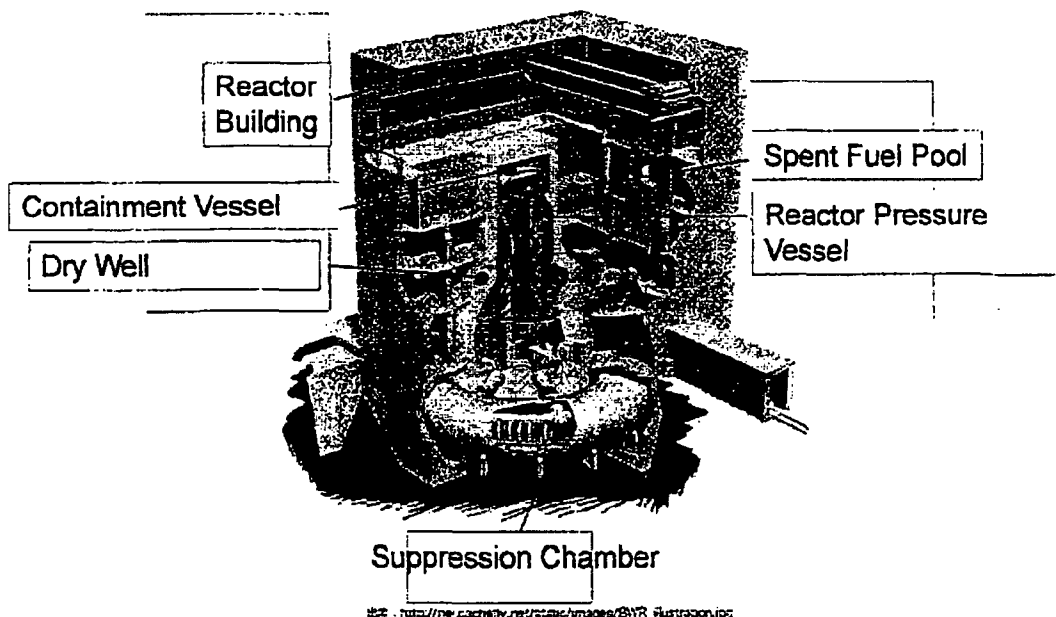 Reactor
Building
Spent Fuel Pool
Containment Vessel
Reactor Pressure
Vessel
Dry Well
Suppression Chamber